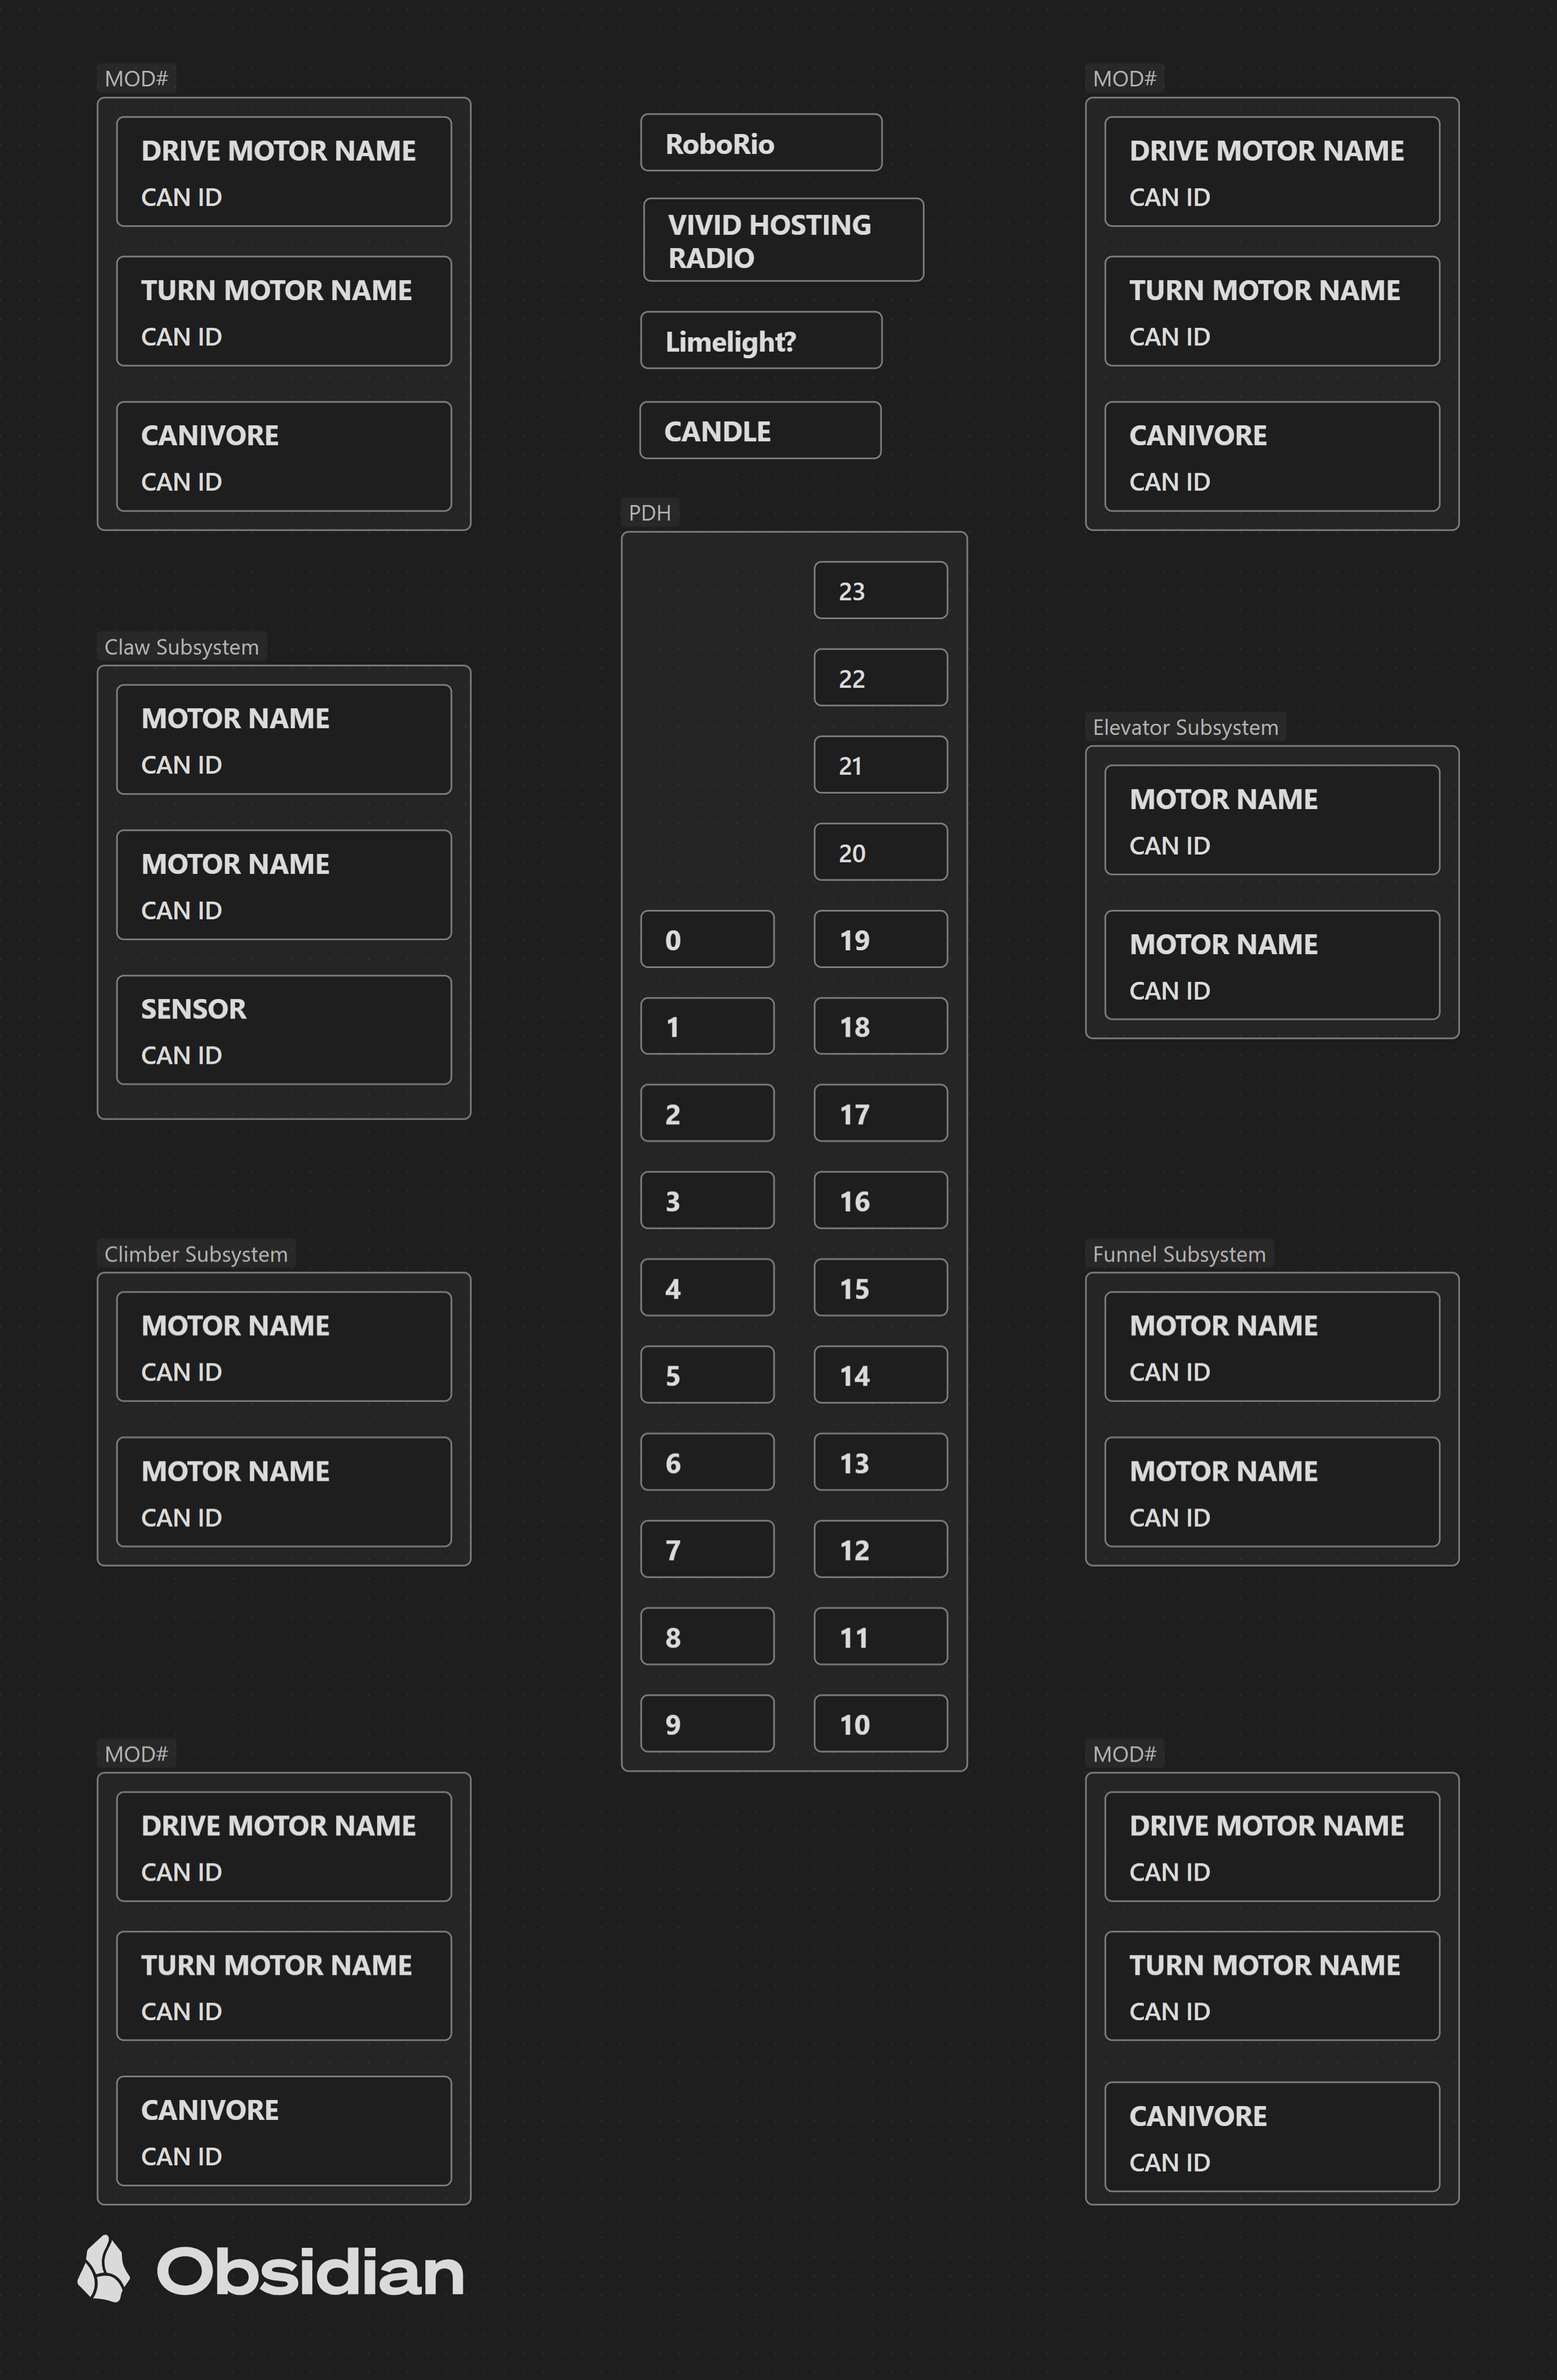 MOD#
DRIVE MOTOR NAME
CAN ID
TURN MOTOR NAME
CAN ID
CANIVORE
CAN ID
Claw Subsystem
MOTOR NAME
CAN ID
MOTOR NAME
CAN ID
SENSOR
CAN ID
Climber Subsystem
MOTOR NAME
CAN ID
MOTOR NAME
CAN ID
MOD#
DRIVE MOTOR NAME
CAN ID
TURN MOTOR NAME
CAN ID
CANIVORE
CAN ID
RoboRio
VIVID HOSTING
RADIO
Limelight?
CANDLE
PDH
23
22
21
20
0 19
1 18
2 17
3 16
4 15
5 14
6 13
7 12
8 11
9 10
MOD#
DRIVE MOTOR NAME
CAN ID
TURN MOTOR NAME
CAN ID
CANIVORE
CAN ID
Elevator Subsystem
MOTOR NAME
CAN ID
MOTOR NAME
CAN ID
Funnel Subsystem
MOTOR NAME
CAN ID
MOTOR NAME
CAN ID
MOD#
DRIVE MOTOR NAME
CAN ID
TURN MOTOR NAME
CAN ID
CANIVORE
CAN ID
Obsidian